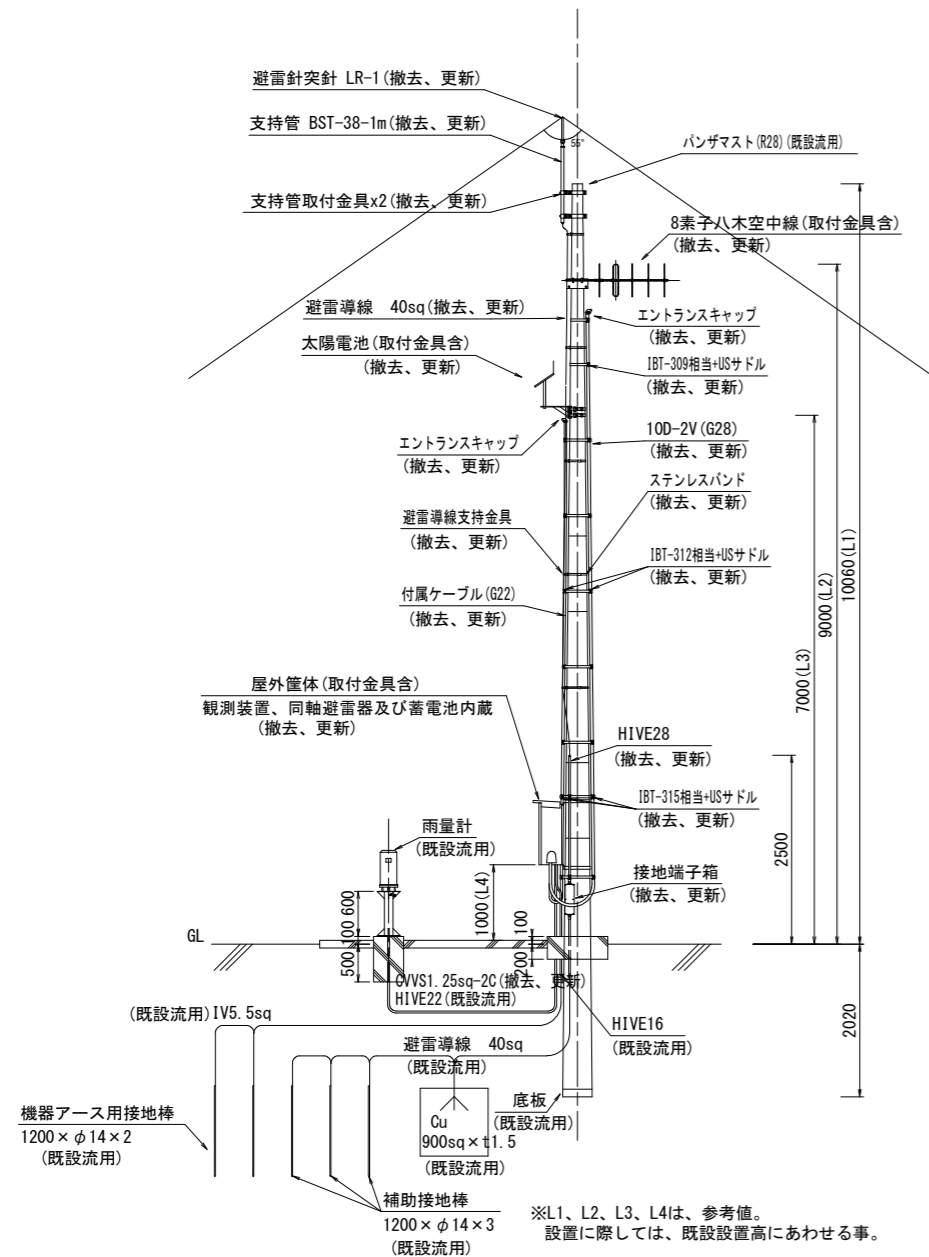 避雷針突針 LR-1(撤去、更新)
支持管 BST-38-1m(撤去、更新)
55°
パンザマスト(R28)(既設流用)
支持管取付金具x2(撤去、更新)
8素子八木空中線(取付金具含)
(撤去、更新)
避雷導線 40sq(撤去、更新)
エントランスキャップ
(撤去、更新)
太陽電池(取付金具含)
(撤去、更新)
IBT-309相当+USサドル
(撤去、更新)
エントランスキャップ
(撤去、更新)
10D-2V(G28)
(撤去、更新)
ステンレスバンド
(撤去、更新)
避雷導線支持金具
(撤去、更新)
IBT-312相当+USサドル
(撤去、更新)
付属ケーブル(G22)
(撤去、更新)
10060(L1)
9000(L2)
7000(L3)
屋外筐体(取付金具含)
観測装置、同軸避雷器及び蓄電池内蔵
(撤去、更新)
HIVE28
(撤去、更新)
IBT-315相当+USサドル
(撤去、更新)
2500
雨量計
(既設流用)
接地端子箱
(撤去、更新)
1000(L4)
600
100
500
100
200
GL
CVVS1.25sq-2C(撤去、更新)
HIVE22(既設流用)
(既設流用)IV5.5sq
HIVE16
(既設流用)
2020
避雷導線 40sq
(既設流用)
底板
(既設流用)
Cu
900sq×t1.5
(既設流用)
機器アース用接地棒
1200×φ14×2
(既設流用)
補助接地棒
1200×φ14×3
(既設流用)
※L1、L2、L3、L4は、参考値。
設置に際しては、既設設置高にあわせる事。